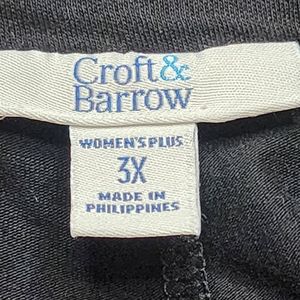 Croft&
Barrow
WOMEN'S PLUS
3X
MADE IN
PHILIPPINES